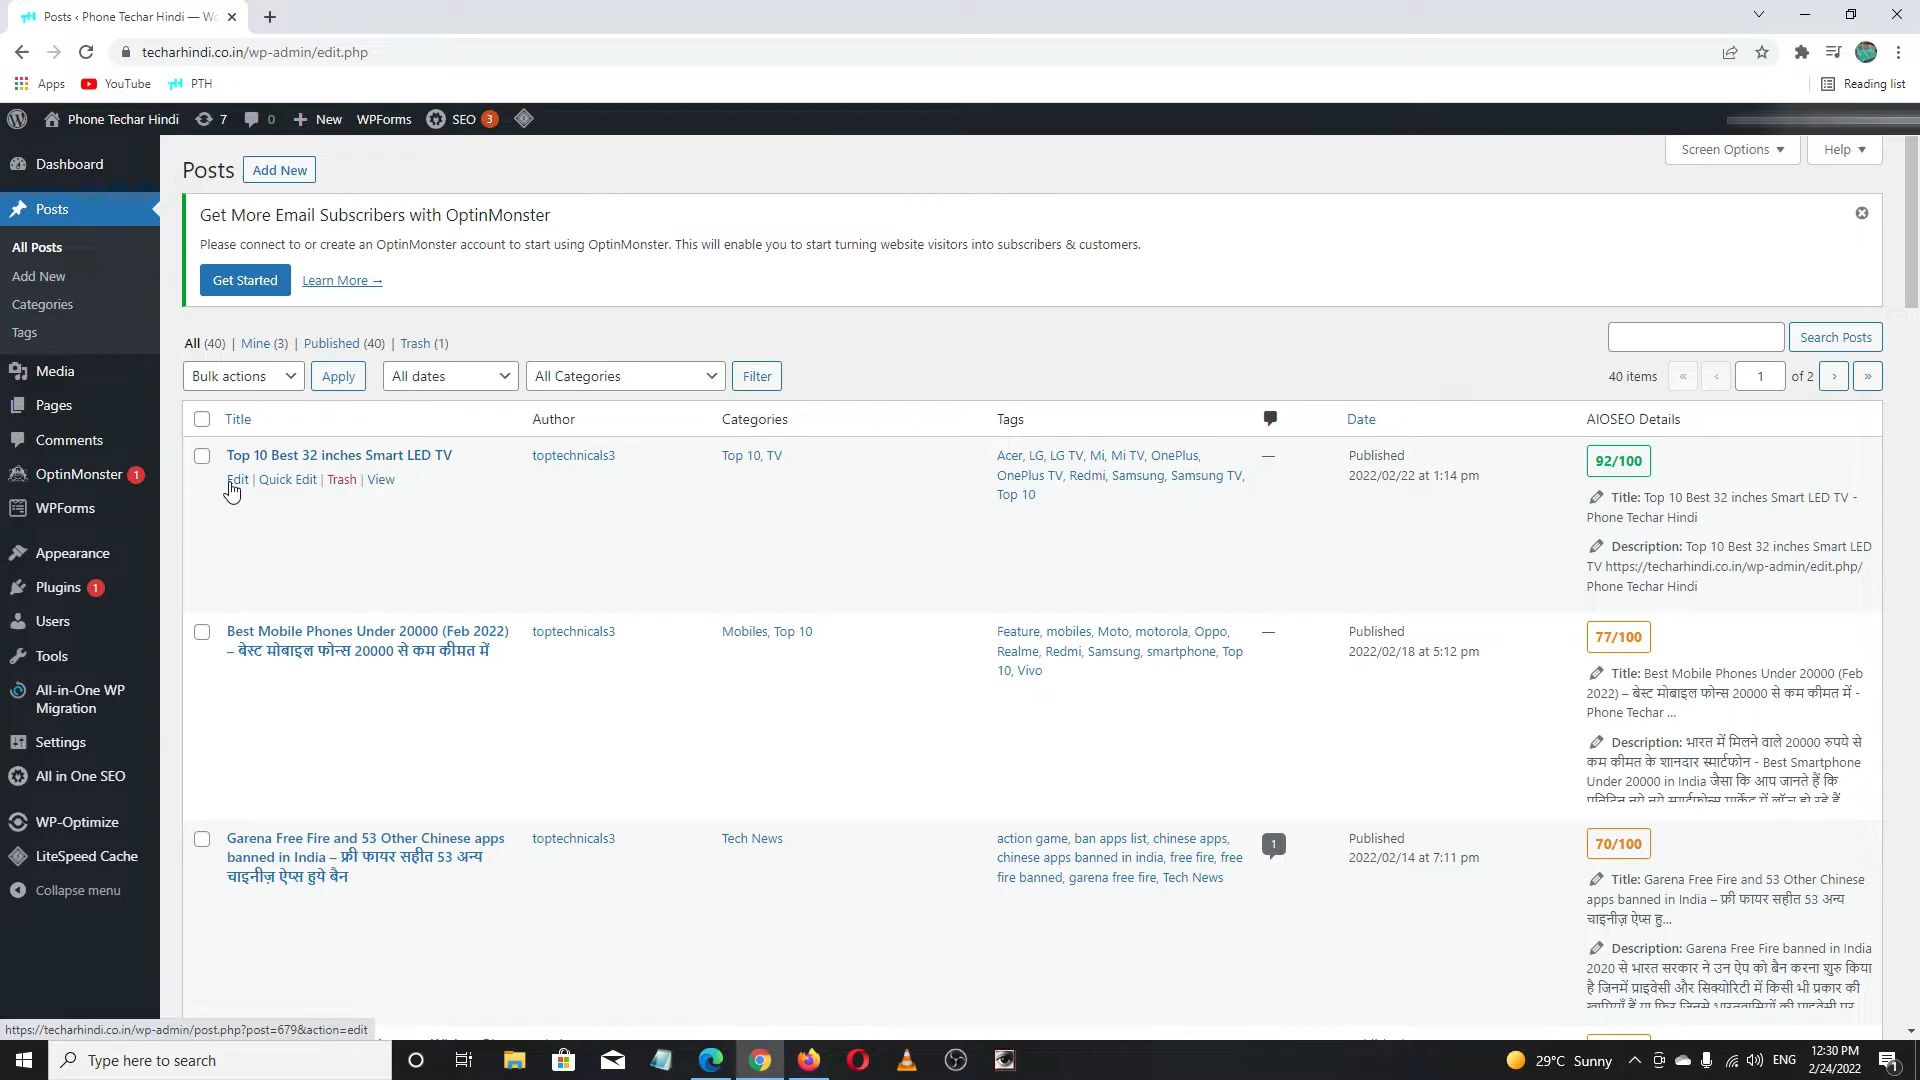 Posts ‹ Phone Techar Hindi — Wo
techarhindi.co.in/wp-admin/edit.php
Apps YouTube PTH Reading list
Phone Techar Hindi 7 0 New WPForms SEO 3
Dashboard
Posts
All Posts
Add New
Categories
Tags
Media
Pages
Comments
OptinMonster 1
WPForms
Appearance
Plugins 1
Users
Tools
All-in-One WP
Migration
Settings
All in One SEO
WP-Optimize
LiteSpeed Cache
Collapse menu
Screen Options Help
Posts Add New
Get More Email Subscribers with OptinMonster
Please connect to or create an OptinMonster account to start using OptinMonster. This will enable you to start turning website visitors into subscribers & customers.
Get Started Learn More →
All (40) | Mine (3) | Published (40) | Trash (1)
Search Posts
Bulk actions Apply All dates All Categories Filter
40 items « ‹ 1 of 2 › »
Title Author Categories Tags Date AIOSEO Details
Top 10 Best 32 inches Smart LED TV
Edit | Quick Edit | Trash | View
toptechnicals3
Top 10, TV
Acer, LG, LG TV, Mi, Mi TV, OnePlus,
OnePlus TV, Redmi, Samsung, Samsung TV,
Top 10
—
Published
2022/02/22 at 1:14 pm
92/100
Title: Top 10 Best 32 inches Smart LED TV -
Phone Techar Hindi
Description: Top 10 Best 32 inches Smart LED
TV https://techarhindi.co.in/wp-admin/edit.php/
Phone Techar Hindi
Best Mobile Phones Under 20000 (Feb 2022)
– बेस्ट मोबाइल फोन्स 20000 से कम कीमत में
toptechnicals3
Mobiles, Top 10
Feature, mobiles, Moto, motorola, Oppo,
Realme, Redmi, Samsung, smartphone, Top
10, Vivo
—
Published
2022/02/18 at 5:12 pm
77/100
Title: Best Mobile Phones Under 20000 (Feb
2022) – बेस्ट मोबाइल फोन्स 20000 से कम कीमत में -
Phone Techar ...
Description: भारत में मिलने वाले 20000 रुपये से
कम कीमत के शानदार स्मार्टफोन - Best Smartphone
Under 20000 in India जैसा कि आप जानते हैं कि
प्रतिदिन नये नये स्मार्टफोन्स मार्केट में लॉंच हो रहे हैं
Garena Free Fire and 53 Other Chinese apps
banned in India – फ्री फायर सहीत 53 अन्य
चाइनीज़ ऐप्स हुये बैन
toptechnicals3
Tech News
action game, ban apps list, chinese apps,
chinese apps banned in india, free fire, free
fire banned, garena free fire, Tech News
1
Published
2022/02/14 at 7:11 pm
70/100
Title: Garena Free Fire and 53 Other Chinese
apps banned in India – फ्री फायर सहीत 53 अन्य
चाइनीज़ ऐप्स हु...
Description: Garena Free Fire banned in India
2020 से भारत सरकार ने उन ऐप को बैन करना शुरु किया
है जिनमें प्राइवेसी और सिक्योरिटी में किसी भी प्रकार की
https://techarhindi.co.in/wp-admin/post.php?post=679&action=edit
Type here to search
29°C Sunny ENG
12:30 PM
2/24/2022
1